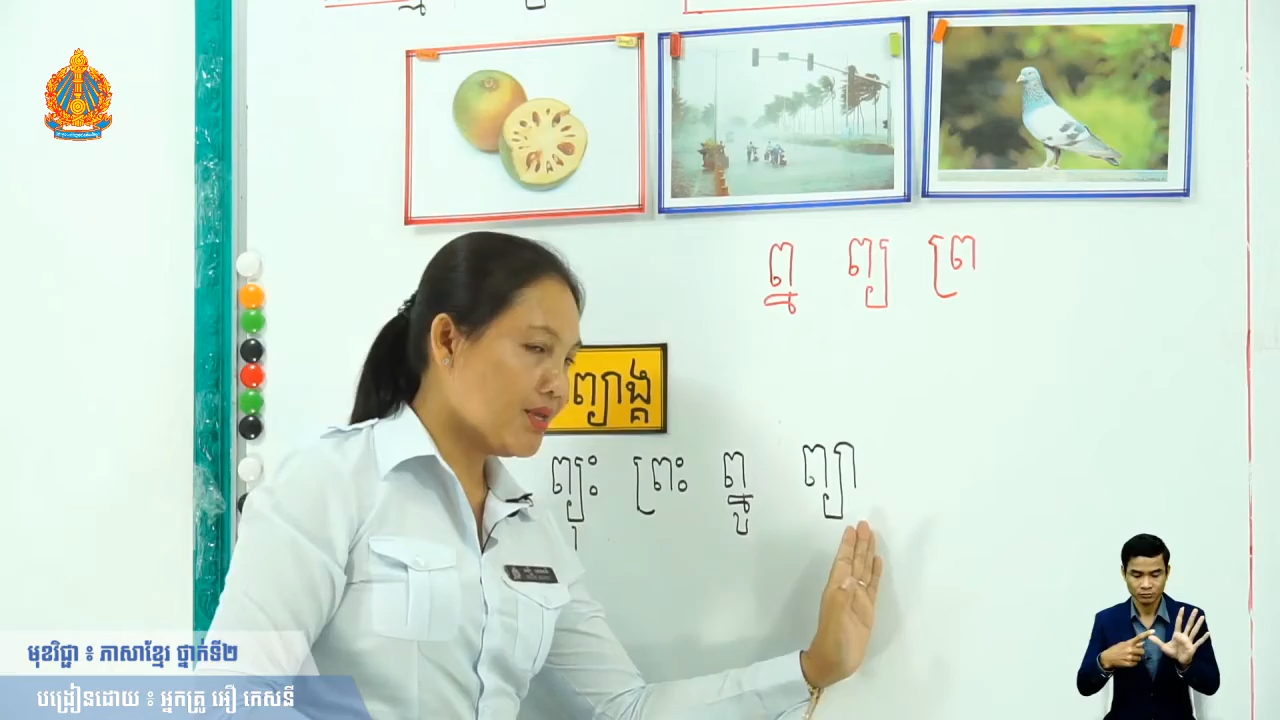 ព្ន ព្យ ព្រ
ព្យាង្គ
ព្យុះ ព្រះ ព្នូ ព្យា
មុខវិជ្ជា ៖ ភាសាខ្មែរ ថ្នាក់ទី២
បង្រៀនដោយ ៖ អ្នកគ្រូ អឿ កេសនី